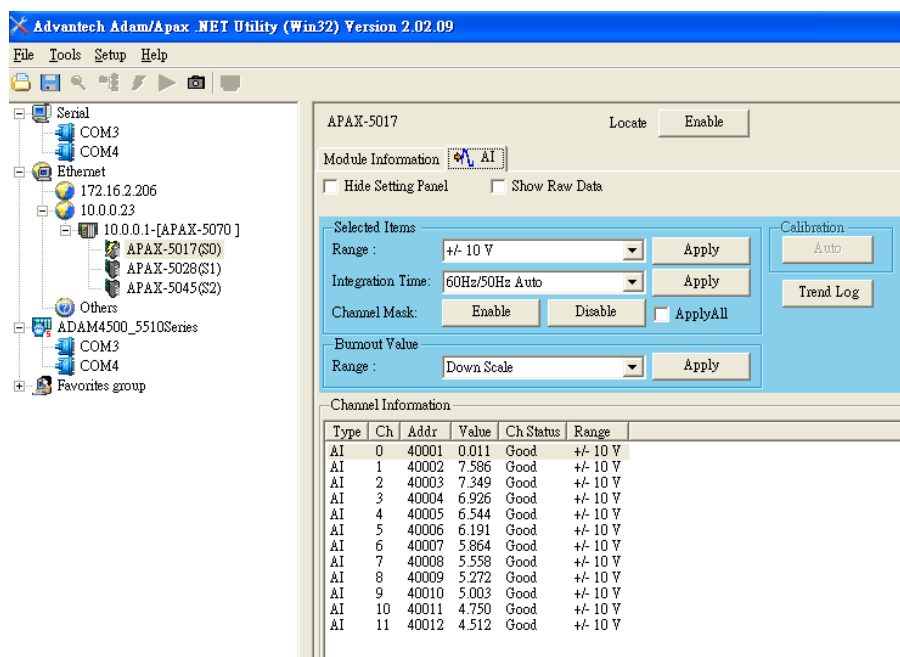 Advantech Adam/Apax .NET Utility (Win32) Version 2.02.09
File Tools Setup Help
Serial
COM3
COM4
Ethernet
172.16.2.206
10.0.0.23
10.0.0.1-[APAX-5070 ]
APAX-5017(S0)
APAX-5028(S1)
APAX-5045(S2)
Others
ADAM4500_5510Series
COM3
COM4
Favorites group
APAX-5017 Locate Enable
Module Information AI
Hide Setting Panel Show Raw Data
Selected Items Calibration
Range : +/- 10 V Apply Auto
Integration Time: 60Hz/50Hz Auto Apply Trend Log
Channel Mask: Enable Disable ApplyAll
Burnout Value
Range : Down Scale Apply
Channel Information
Type Ch Addr Value Ch Status Range
AI 0 40001 0.011 Good +/- 10 V
AI 1 40002 7.586 Good +/- 10 V
AI 2 40003 7.349 Good +/- 10 V
AI 3 40004 6.926 Good +/- 10 V
AI 4 40005 6.544 Good +/- 10 V
AI 5 40006 6.191 Good +/- 10 V
AI 6 40007 5.864 Good +/- 10 V
AI 7 40008 5.558 Good +/- 10 V
AI 8 40009 5.272 Good +/- 10 V
AI 9 40010 5.003 Good +/- 10 V
AI 10 40011 4.750 Good +/- 10 V
AI 11 40012 4.512 Good +/- 10 V